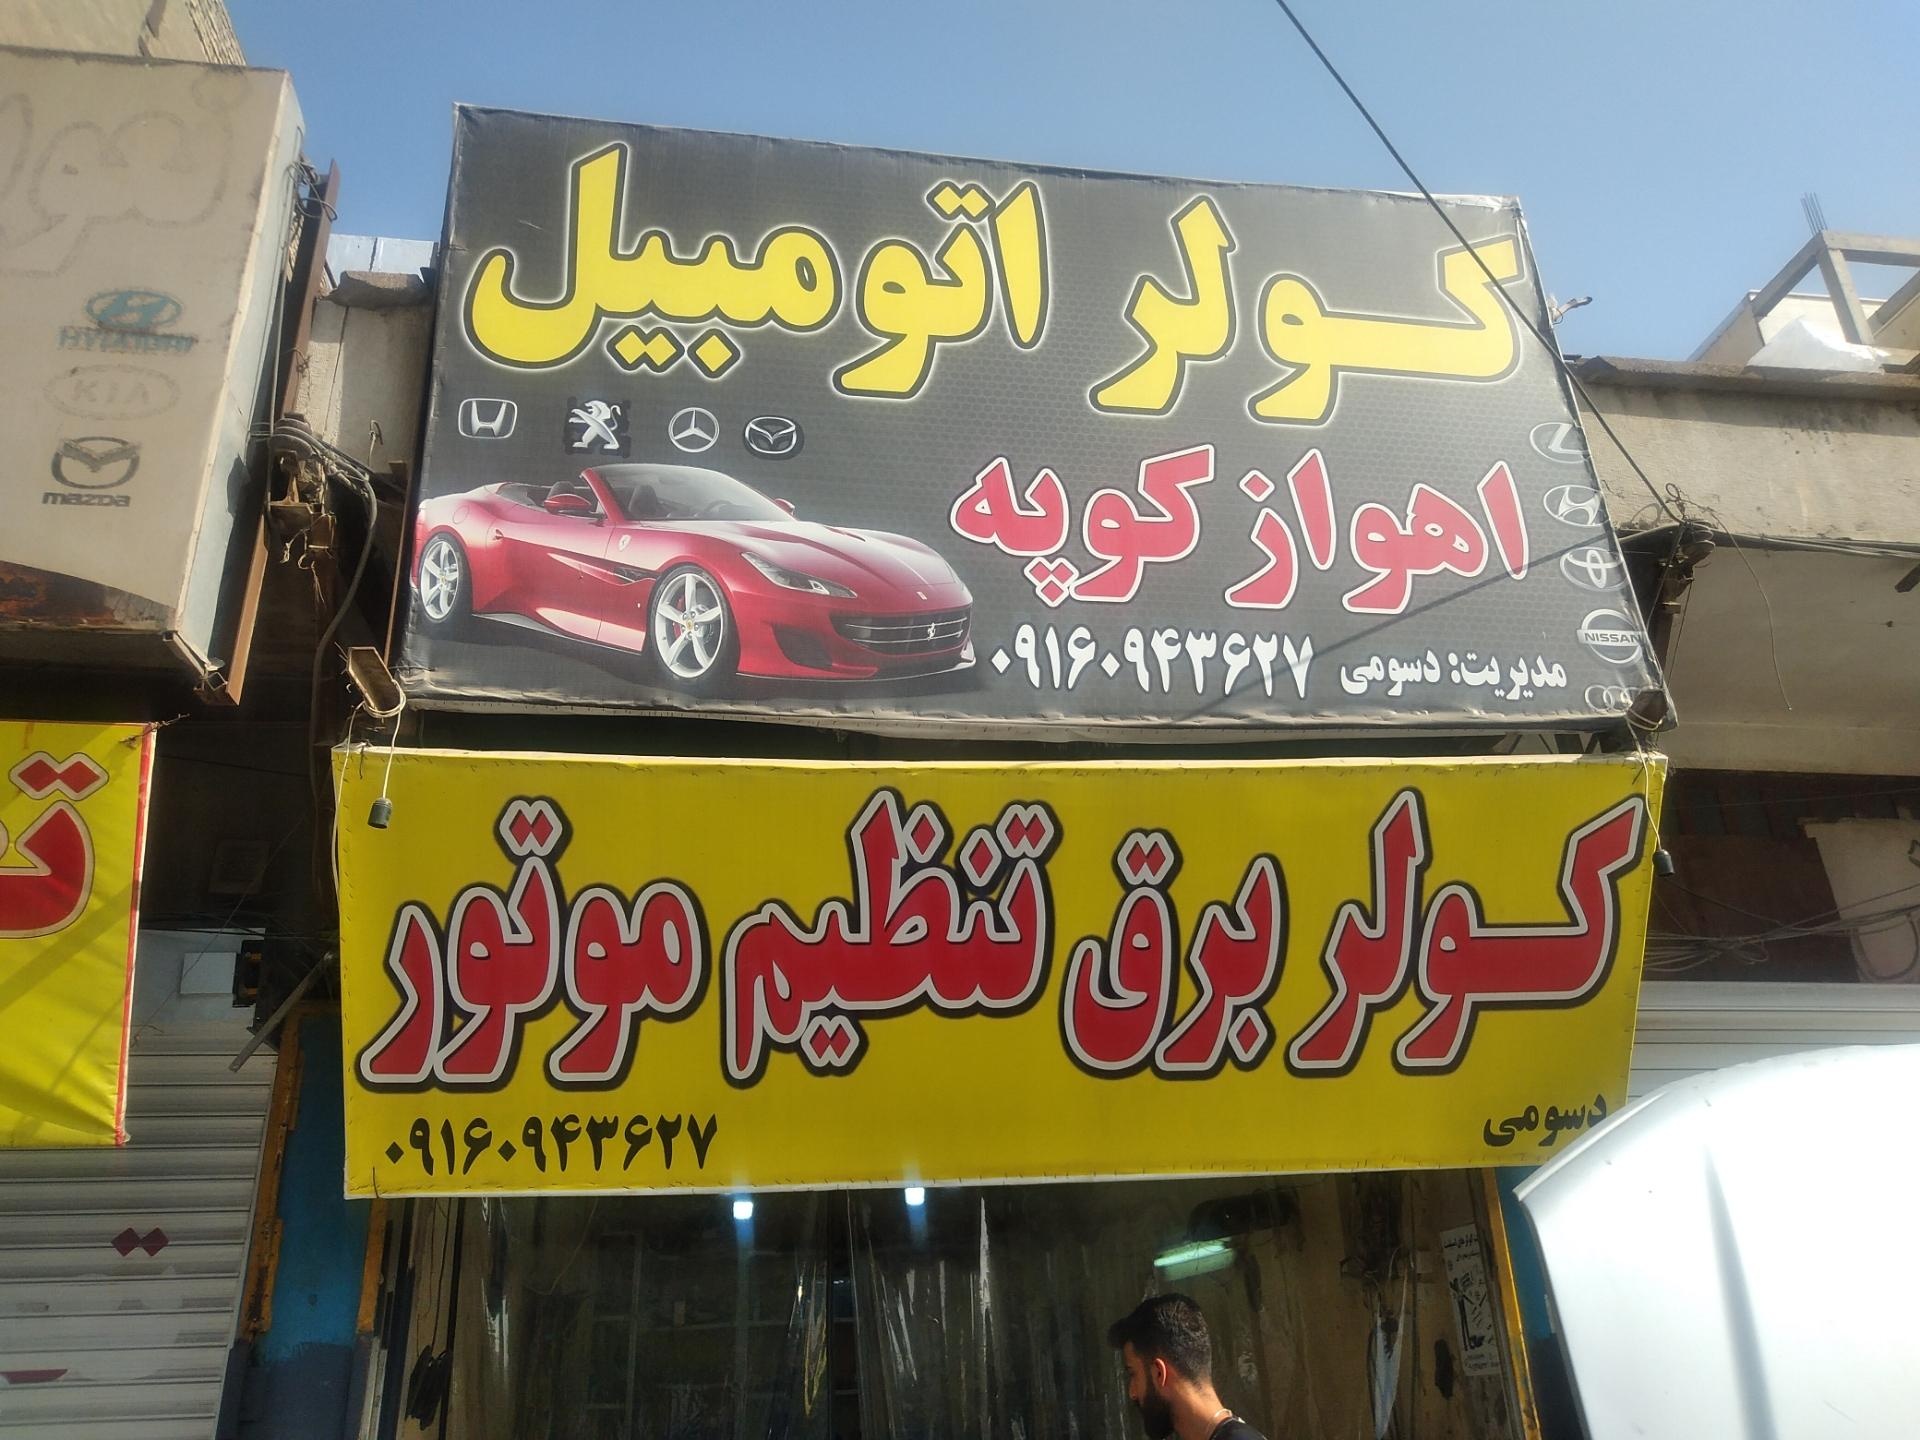 کولر اتومبیل
اهواز کوپه
مدیریت: دسومی ۰۹۱۶۰۹۴۳۶۲۷
NISSAN
کولر برق تنظیم موتور
دسومی
۰۹۱۶۰۹۴۳۶۲۷
HYUNDAI
KIA
mazda